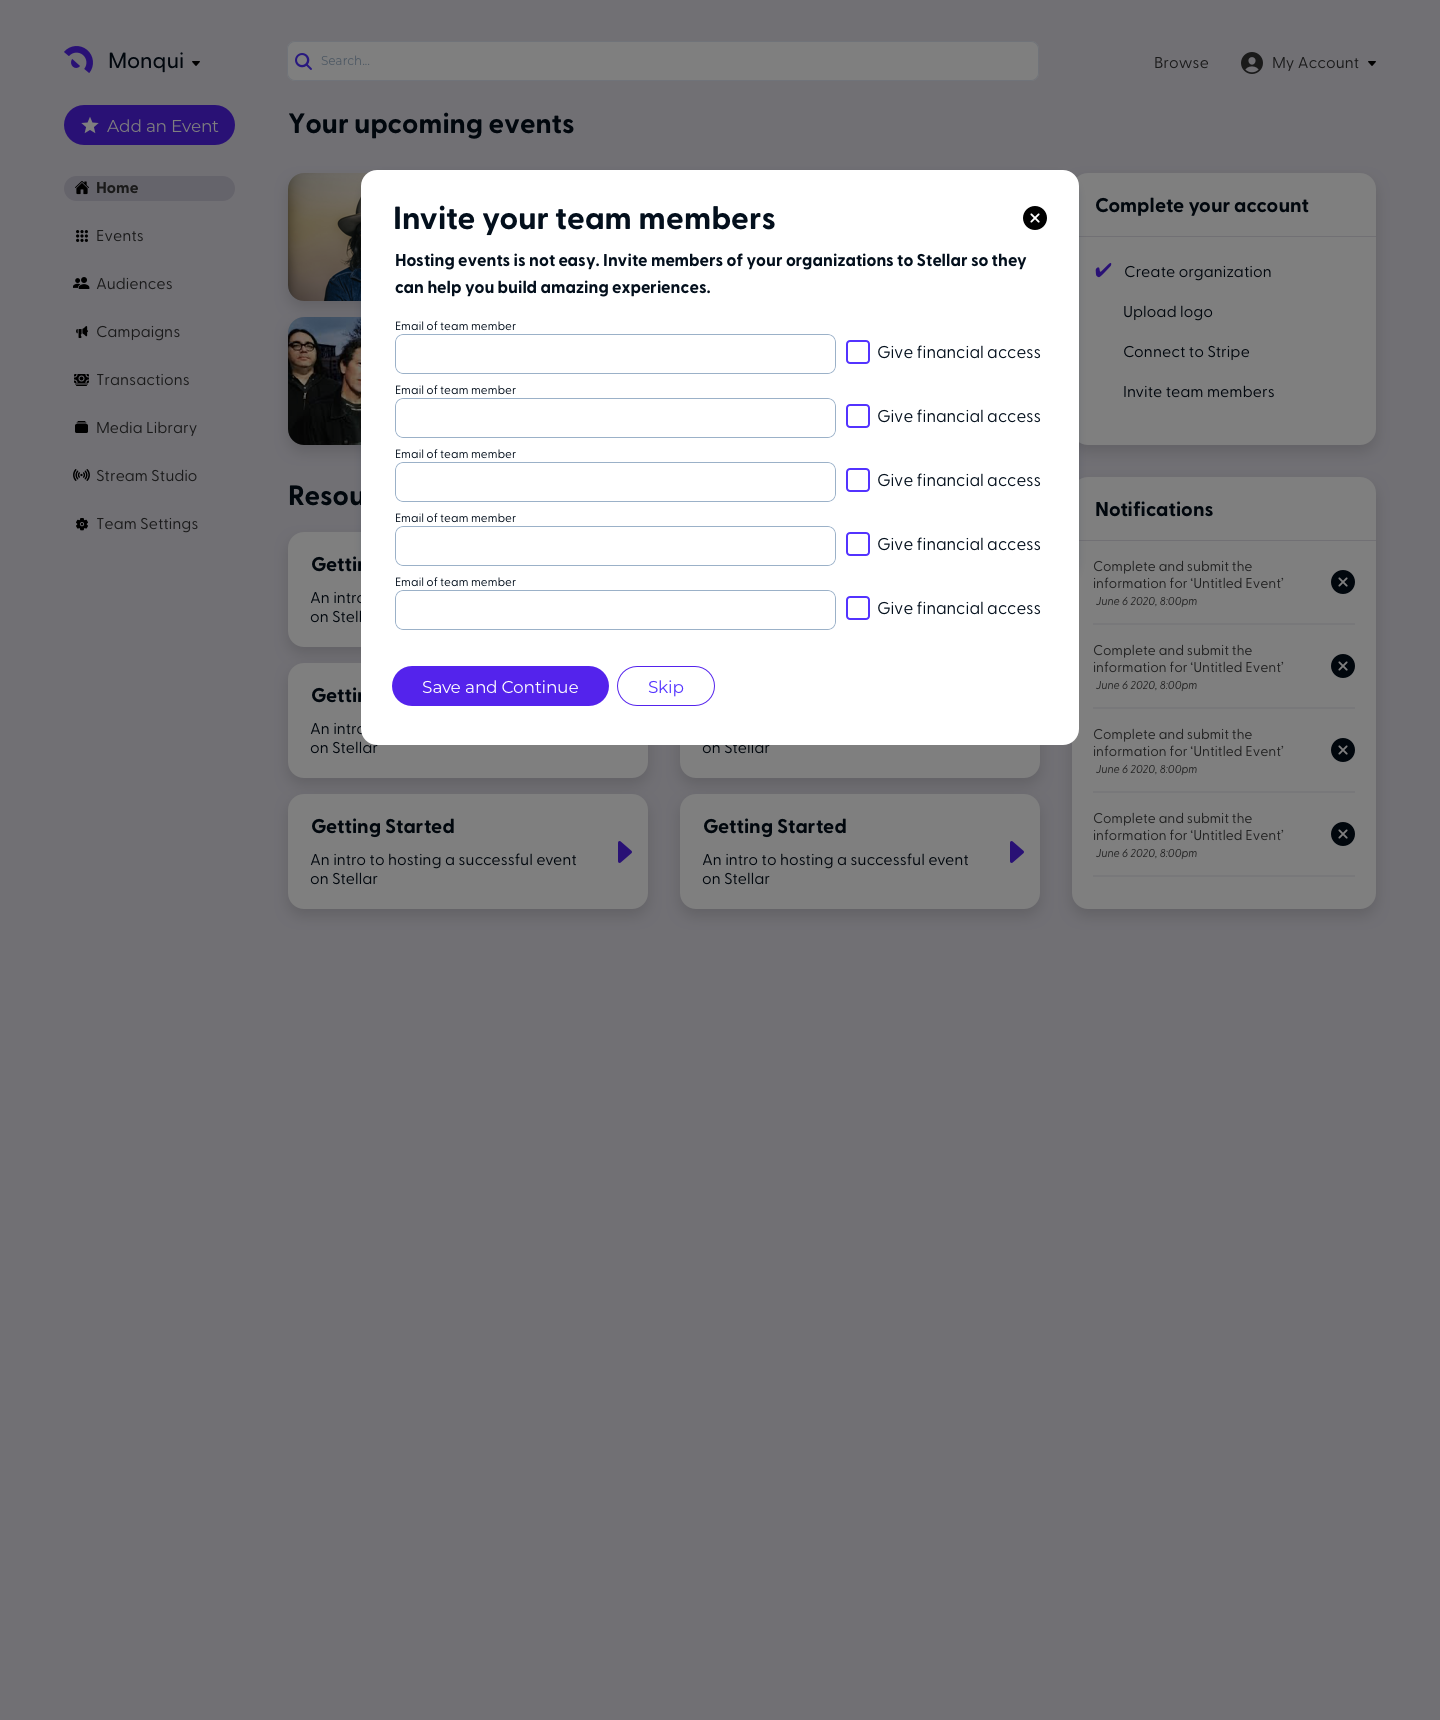 Monqui
Search...
Browse
My Account
Add an Event
Your upcoming events
Home
Events
Audiences
Campaigns
Transactions
Media Library
Stream Studio
Team Settings
Invite your team members
Hosting events is not easy. Invite members of your organizations to Stellar so they
can help you build amazing experiences.
Email of team member
Give financial access
Email of team member
Give financial access
Email of team member
Give financial access
Email of team member
Give financial access
Email of team member
Give financial access
Save and Continue
Skip
Complete your account
Create organization
Upload logo
Connect to Stripe
Invite team members
Notifications
Complete and submit the
information for ‘Untitled Event’
June 6 2020, 8:00pm
Complete and submit the
information for ‘Untitled Event’
June 6 2020, 8:00pm
Complete and submit the
information for ‘Untitled Event’
June 6 2020, 8:00pm
Complete and submit the
information for ‘Untitled Event’
June 6 2020, 8:00pm
An
on
An
on Stellar
on Stellar
Getting Started
An intro to hosting a successful event
on Stellar
Getting Started
An intro to hosting a successful event
on Stellar